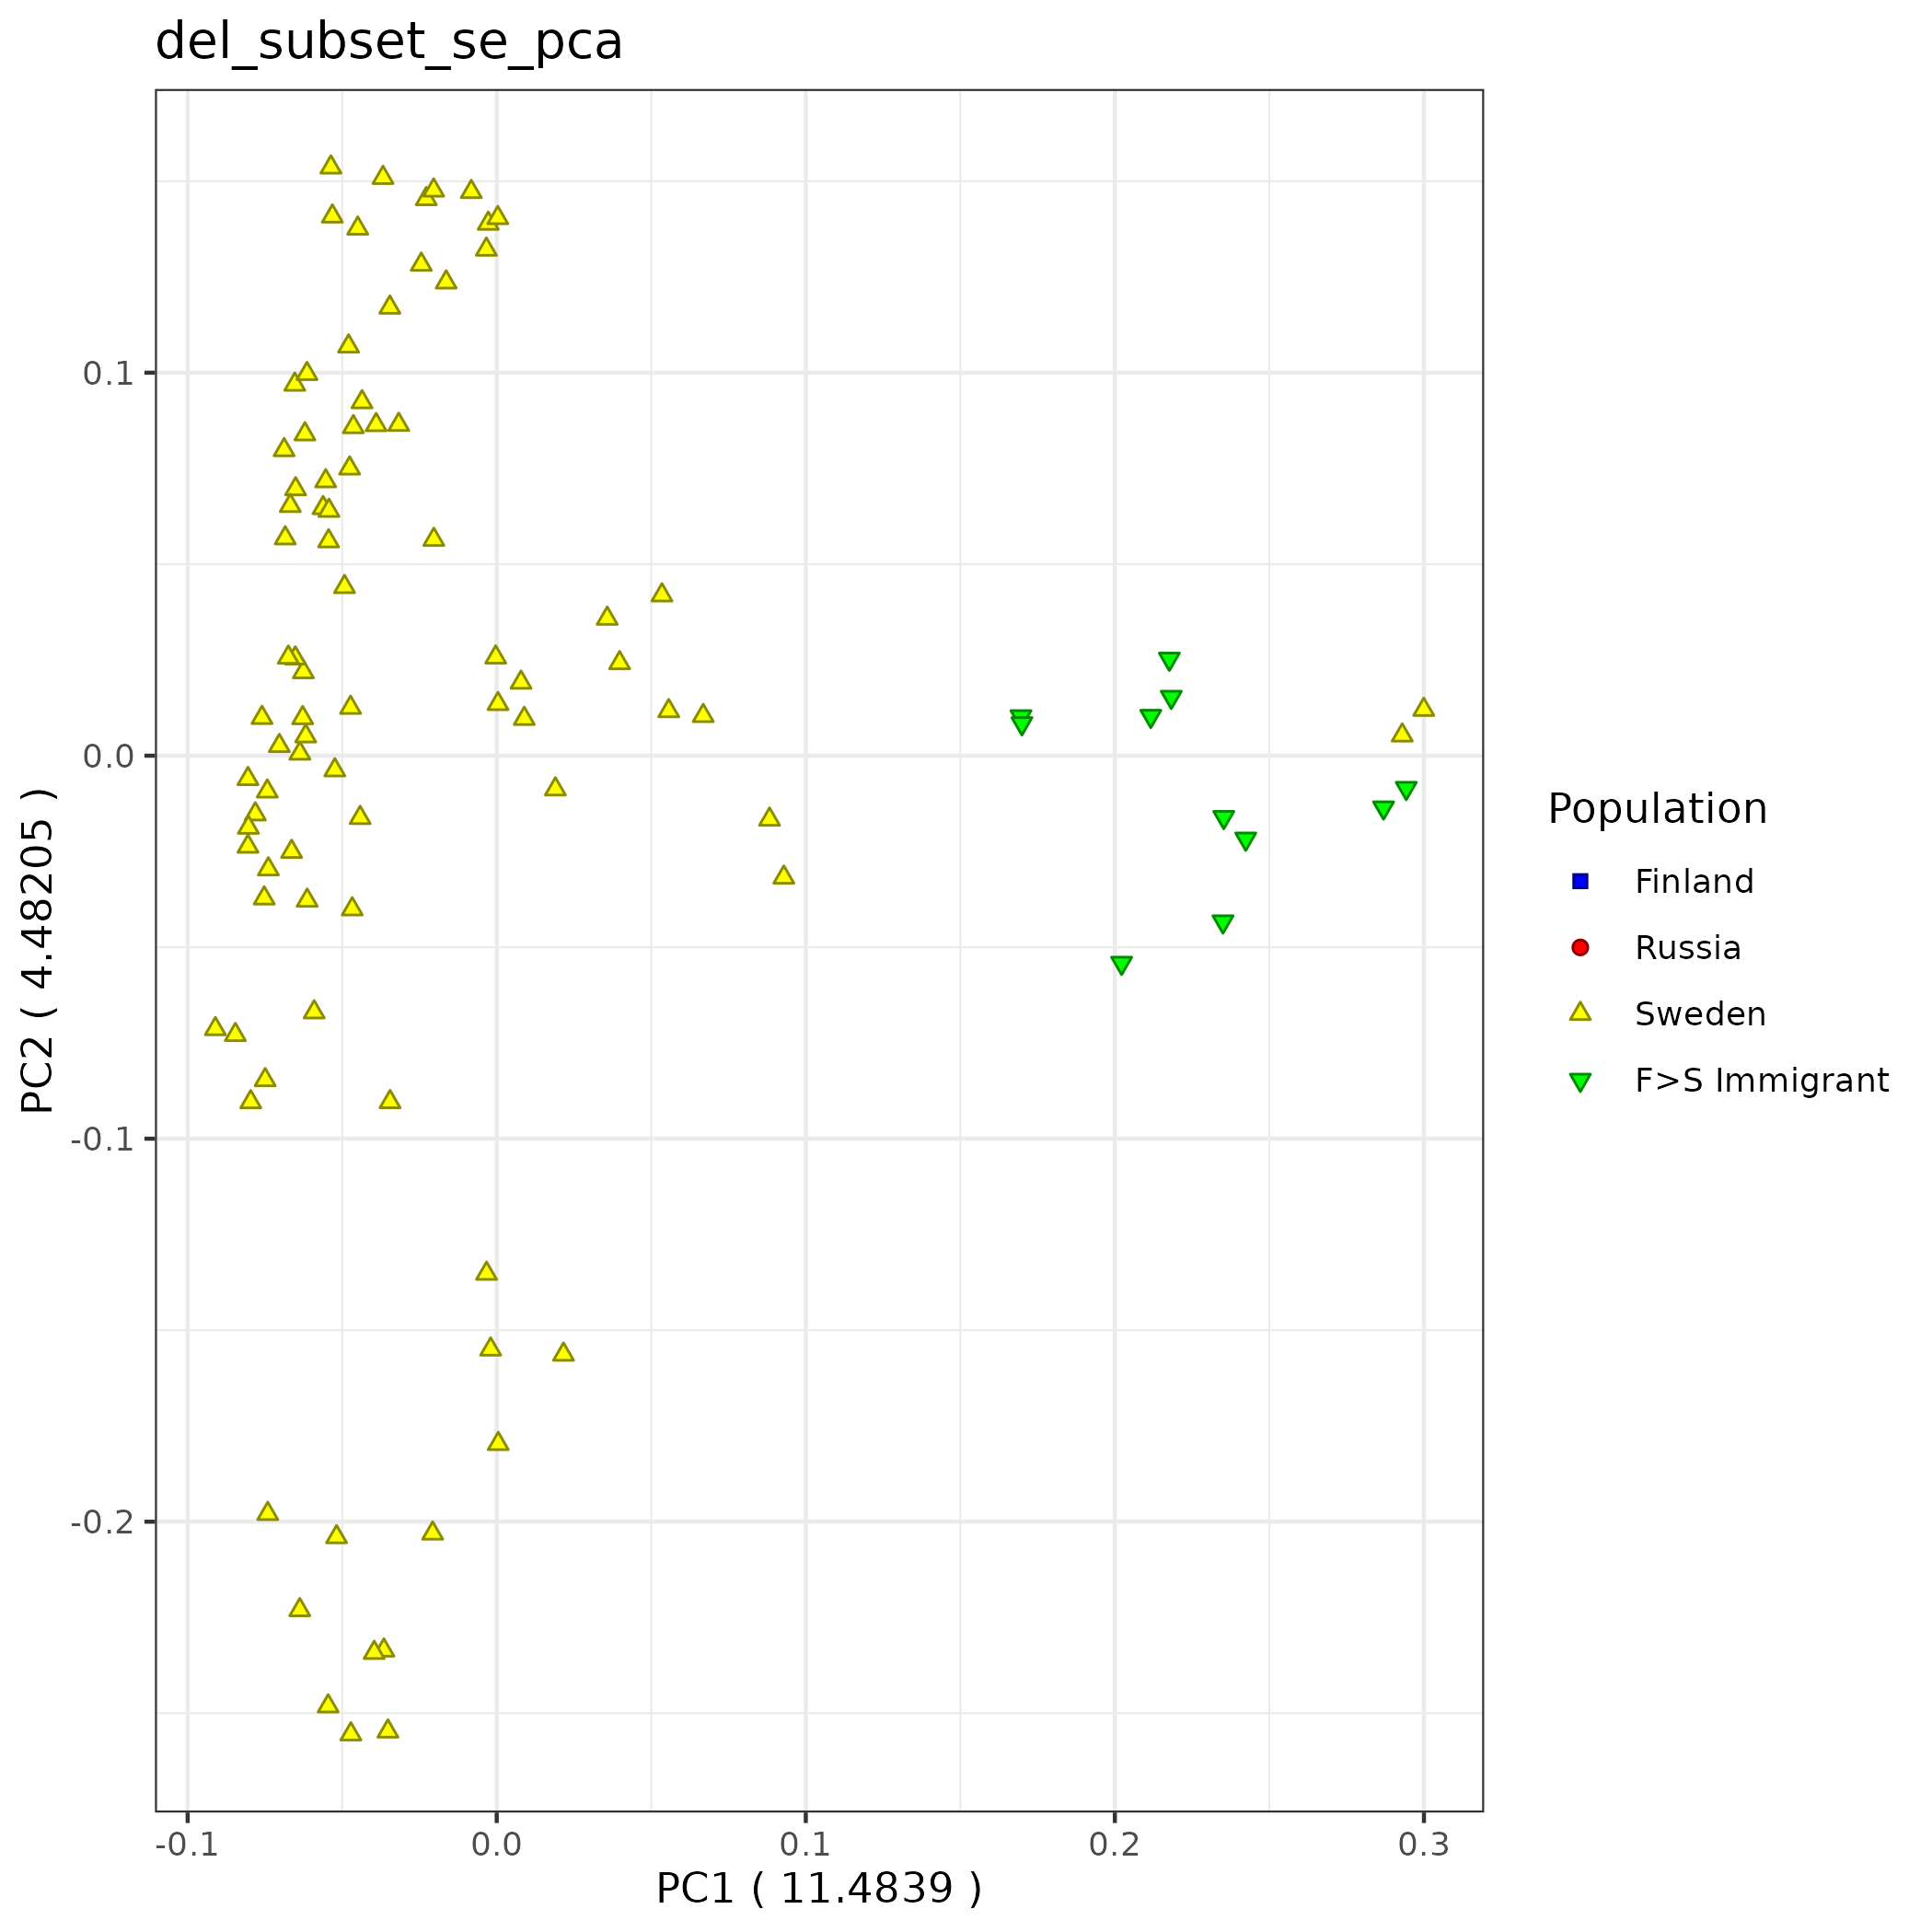 del_subset_se_pca
0.1
0.0
-0.1
-0.2
PC2 ( 4.48205 )
-0.1 0.0 0.1 0.2 0.3
PC1 ( 11.4839 )
Population
Finland
Russia
Sweden
F>S Immigrant